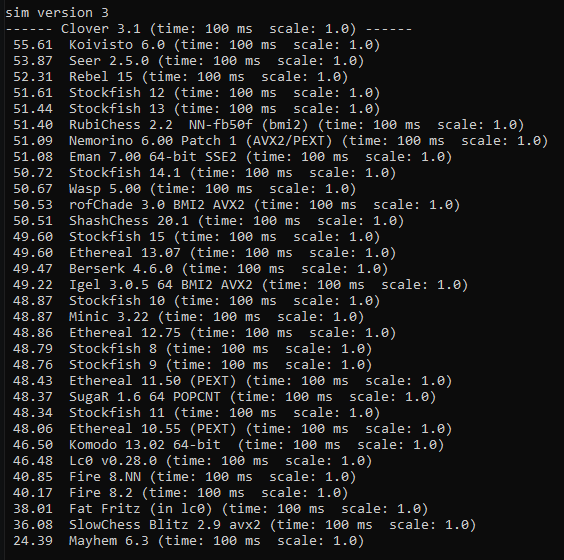 sim version 3
------ Clover 3.1 (time: 100 ms  scale: 1.0) ------
55.61  Koivisto 6.0 (time: 100 ms  scale: 1.0)
53.87  Seer 2.5.0 (time: 100 ms  scale: 1.0)
52.31  Rebel 15 (time: 100 ms  scale: 1.0)
51.61  Stockfish 12 (time: 100 ms  scale: 1.0)
51.44  Stockfish 13 (time: 100 ms  scale: 1.0)
51.40  RubiChess 2.2  NN-fb50f (bmi2) (time: 100 ms  scale: 1.0)
51.09  Nemorino 6.00 Patch 1 (AVX2/PEXT) (time: 100 ms  scale: 1.0)
51.08  Eman 7.00 64-bit SSE2 (time: 100 ms  scale: 1.0)
50.72  Stockfish 14.1 (time: 100 ms  scale: 1.0)
50.67  Wasp 5.00 (time: 100 ms  scale: 1.0)
50.53  rofChade 3.0 BMI2 AVX2 (time: 100 ms  scale: 1.0)
50.51  ShashChess 20.1 (time: 100 ms  scale: 1.0)
49.60  Stockfish 15 (time: 100 ms  scale: 1.0)
49.60  Ethereal 13.07 (time: 100 ms  scale: 1.0)
49.47  Berserk 4.6.0 (time: 100 ms  scale: 1.0)
49.22  Igel 3.0.5 64 BMI2 AVX2 (time: 100 ms  scale: 1.0)
48.87  Stockfish 10 (time: 100 ms  scale: 1.0)
48.87  Minic 3.22 (time: 100 ms  scale: 1.0)
48.86  Ethereal 12.75 (time: 100 ms  scale: 1.0)
48.79  Stockfish 8 (time: 100 ms  scale: 1.0)
48.76  Stockfish 9 (time: 100 ms  scale: 1.0)
48.43  Ethereal 11.50 (PEXT) (time: 100 ms  scale: 1.0)
48.37  SugaR 1.6 64 POPCNT (time: 100 ms  scale: 1.0)
48.34  Stockfish 11 (time: 100 ms  scale: 1.0)
48.06  Ethereal 10.55 (PEXT) (time: 100 ms  scale: 1.0)
46.50  Komodo 13.02 64-bit  (time: 100 ms  scale: 1.0)
46.48  Lc0 v0.28.0 (time: 100 ms  scale: 1.0)
40.85  Fire 8.NN (time: 100 ms  scale: 1.0)
40.17  Fire 8.2 (time: 100 ms  scale: 1.0)
38.01  Fat Fritz (in lc0) (time: 100 ms  scale: 1.0)
36.08  SlowChess Blitz 2.9 avx2 (time: 100 ms  scale: 1.0)
24.39  Mayhem 6.3 (time: 100 ms  scale: 1.0)